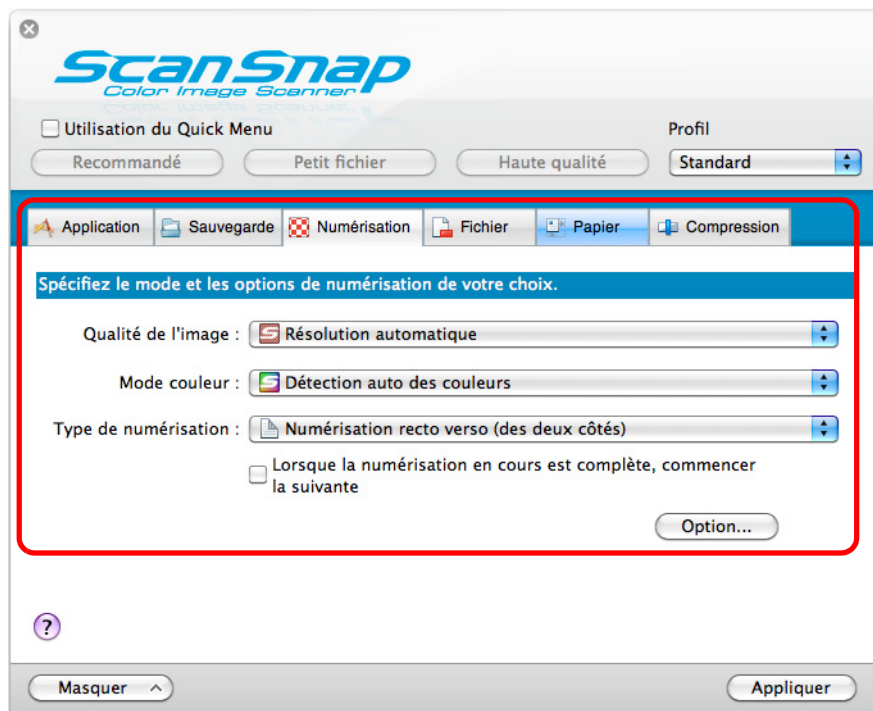 ScanSnap
Color Image Scanner
Utilisation du Quick Menu
Profil
Recommandé Petit fichier Haute qualité Standard
Application Sauvegarde Numérisation Fichier Papier Compression
Spécifiez le mode et les options de numérisation de votre choix.
Qualité de l'image : Résolution automatique
Mode couleur : Détection auto des couleurs
Type de numérisation : Numérisation recto verso (des deux côtés)
Lorsque la numérisation en cours est complète, commencer
la suivante
Option...
?
Masquer Appliquer